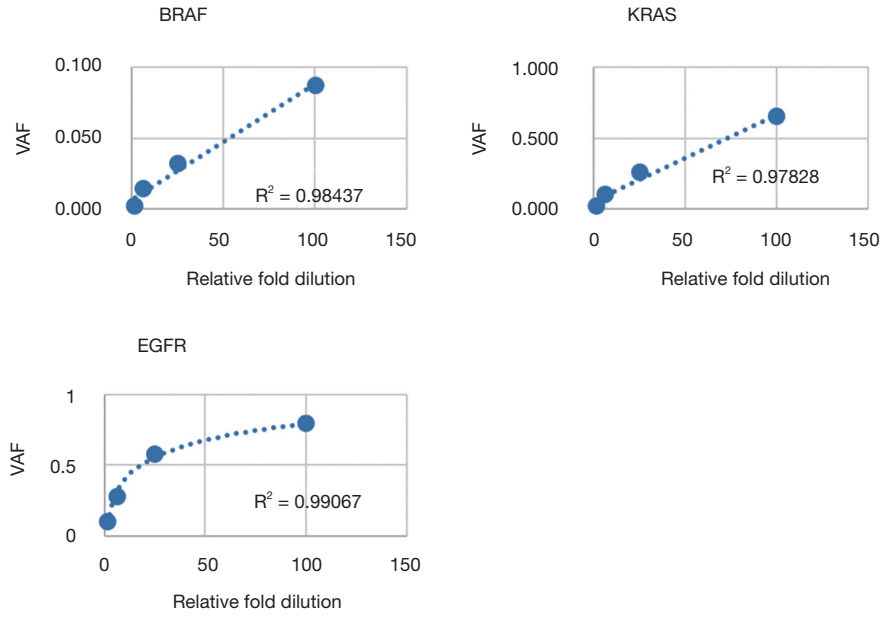 BRAF
0.100
0.050
0.000
VAF
R² = 0.98437
0 50 100 150
Relative fold dilution
KRAS
1.000
0.500
0.000
VAF
R² = 0.97828
0 50 100 150
Relative fold dilution
EGFR
1
0.5
0
VAF
R² = 0.99067
0 50 100 150
Relative fold dilution